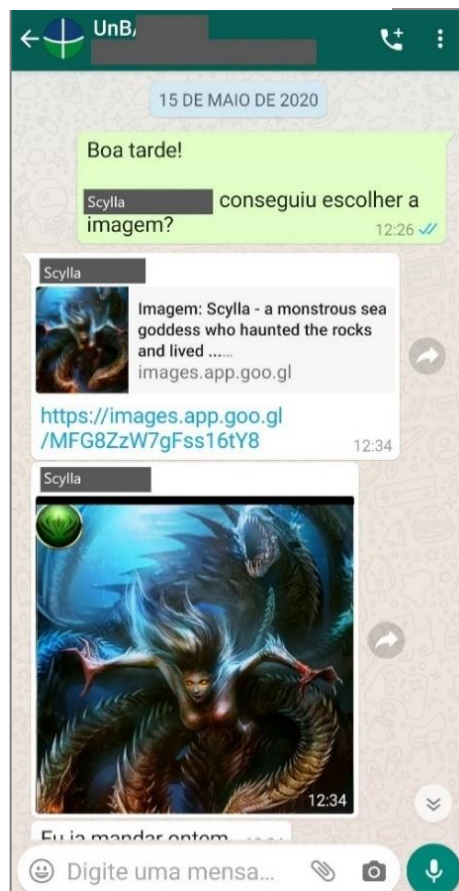 UnB/
15 DE MAIO DE 2020
Boa tarde!
Scylla conseguiu escolher a
imagem?
12:26
Scylla
Imagem: Scylla - a monstrous sea
goddess who haunted the rocks
and lived ......
images.app.goo.gl
https://images.app.goo.gl
/MFG8ZzW7gFss16tY8
12:34
Scylla
12:34
Eu ia mandar ontem
Digite uma mensa...